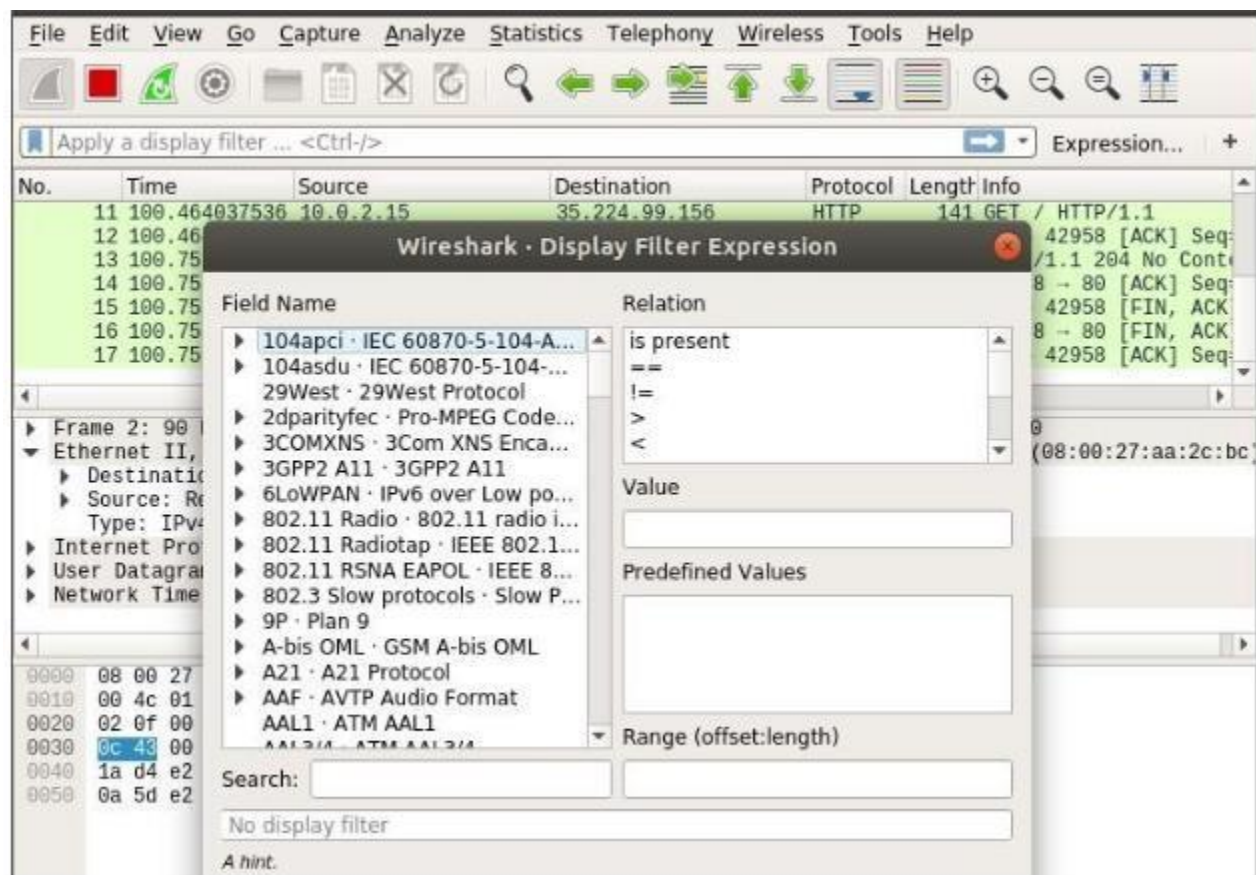 File Edit View Go Capture Analyze Statistics Telephony Wireless Tools Help
Apply a display filter ... <Ctrl-/> Expression... +
No. Time Source Destination Protocol Length Info
11 100.464037536 10.0.2.15 35.224.99.156 HTTP 141 GET / HTTP/1.1
12 100.46 42958 [ACK] Seq=
13 100.75 /1.1 204 No Conte
14 100.75 8 → 80 [ACK] Seq=
15 100.75 42958 [FIN, ACK
16 100.75 8 → 80 [FIN, ACK
17 100.75 42958 [ACK] Seq=
Wireshark · Display Filter Expression
Field Name
104apci · IEC 60870-5-104-A...
104asdu · IEC 60870-5-104-...
29West · 29West Protocol
2dparityfec · Pro-MPEG Code...
3COMXNS · 3Com XNS Enca...
3GPP2 A11 · 3GPP2 A11
6LoWPAN · IPv6 over Low po...
802.11 Radio · 802.11 radio i...
802.11 Radiotap · IEEE 802.1...
802.11 RSNA EAPOL · IEEE 8...
802.3 Slow protocols · Slow P...
9P · Plan 9
A-bis OML · GSM A-bis OML
A21 · A21 Protocol
AAF · AVTP Audio Format
AAL1 · ATM AAL1
AAL3/4 · ATM AAL3/4
Search:
No display filter
A hint.
Relation
is present
==
!=
>
<
Value
Predefined Values
Range (offset:length)
Frame 2: 90
Ethernet II, (08:00:27:aa:2c:bc)
Destinatio
Source: Re
Type: IPv4
Internet Pro
User Datagra
Network Time
0000 08 00 27
0010 00 4c 01
0020 02 0f 00
0030 0c 43 00
0040 1a d4 e2
0050 0a 5d e2